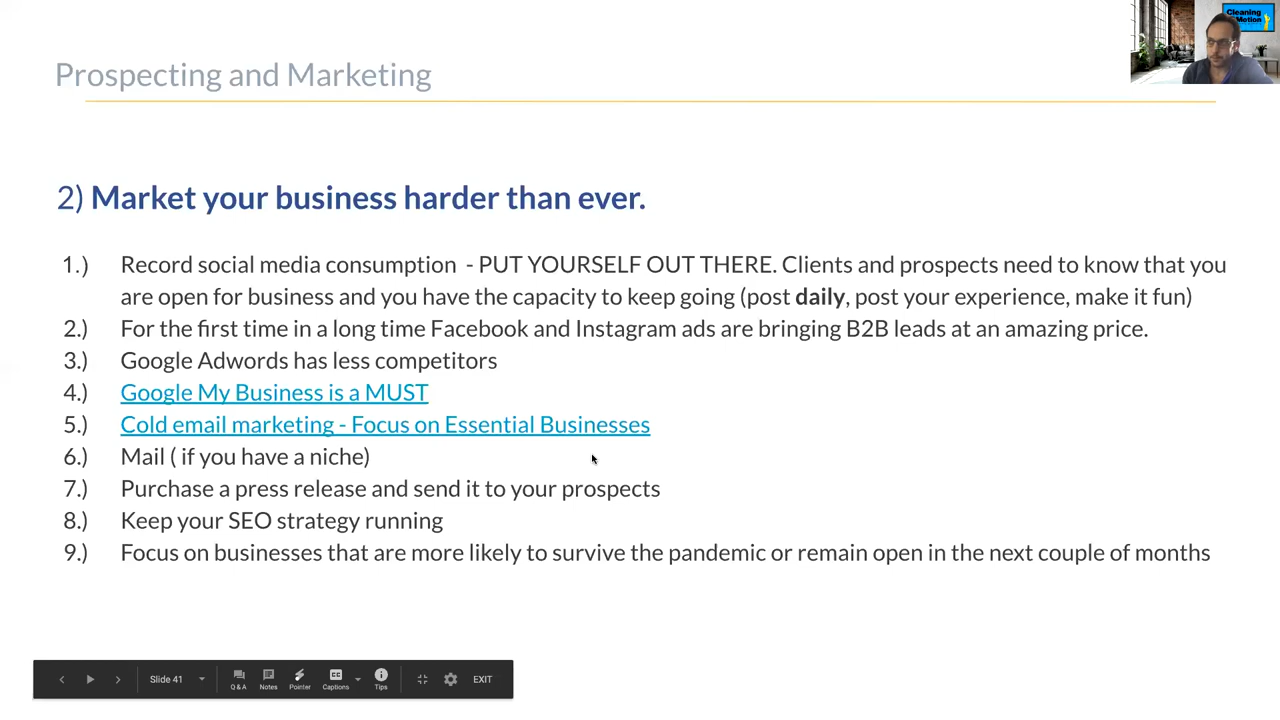 Cleaning
Motion
Prospecting and Marketing
2) Market your business harder than ever.
1.) Record social media consumption - PUT YOURSELF OUT THERE. Clients and prospects need to know that you
are open for business and you have the capacity to keep going (post daily, post your experience, make it fun)
2.) For the first time in a long time Facebook and Instagram ads are bringing B2B leads at an amazing price.
3.) Google Adwords has less competitors
4.) Google My Business is a MUST
5.) Cold email marketing - Focus on Essential Businesses
6.) Mail ( if you have a niche)
7.) Purchase a press release and send it to your prospects
8.) Keep your SEO strategy running
9.) Focus on businesses that are more likely to survive the pandemic or remain open in the next couple of months
Slide 41 Q & A Notes Pointer Captions Tips EXIT